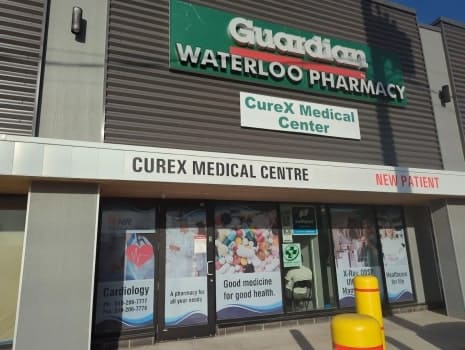 Guardian
WATERLOO PHARMACY
CureX Medical
Center
CUREX MEDICAL CENTRE
NEW PATIENT
Cardiology
A pharmacy for
all your needs
Good medicine
for good health.
X-Ray
Healthcare
for life